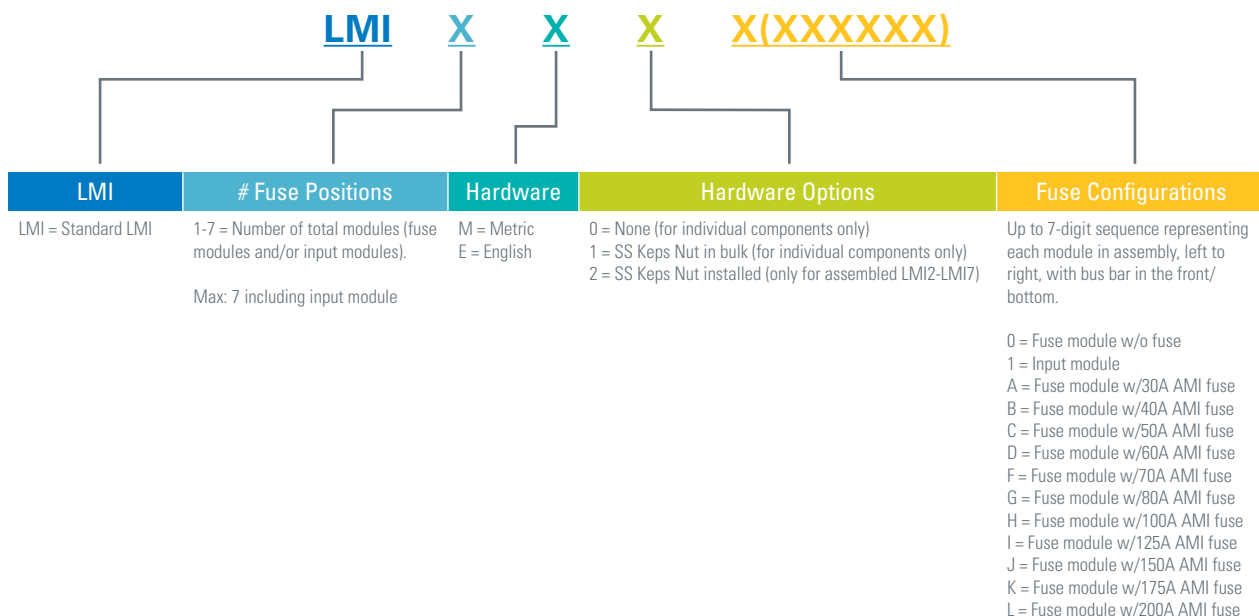 LMI X X X X(XXXXXX)
LMI
# Fuse Positions
Hardware
Hardware Options
Fuse Configurations
LMI = Standard LMI
1-7 = Number of total modules (fuse
modules and/or input modules).
Max: 7 including input module
M = Metric
E = English
0 = None (for individual components only)
1 = SS Keps Nut in bulk (for individual components only)
2 = SS Keps Nut installed (only for assembled LMI2-LMI7)
Up to 7-digit sequence representing
each module in assembly, left to
right, with bus bar in the front/
bottom.
0 = Fuse module w/o fuse
1 = Input module
A = Fuse module w/30A AMI fuse
B = Fuse module w/40A AMI fuse
C = Fuse module w/50A AMI fuse
D = Fuse module w/60A AMI fuse
F = Fuse module w/70A AMI fuse
G = Fuse module w/80A AMI fuse
H = Fuse module w/100A AMI fuse
I = Fuse module w/125A AMI fuse
J = Fuse module w/150A AMI fuse
K = Fuse module w/175A AMI fuse
L = Fuse module w/200A AMI fuse